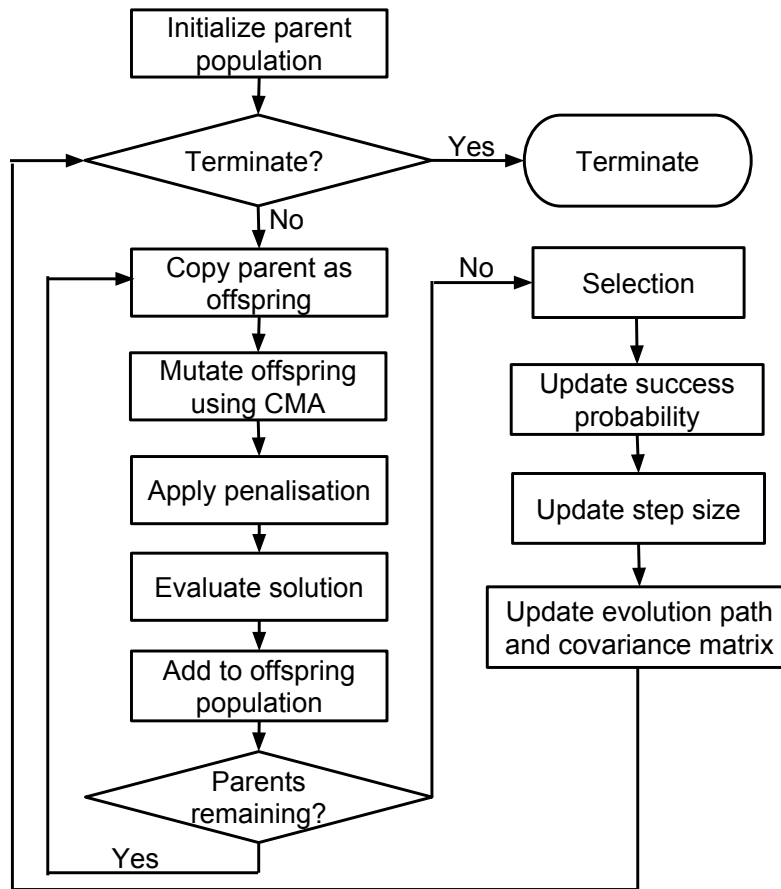 Initialize parent
population
Terminate?
Yes
Terminate
No
Copy parent as
offspring
No
Selection
Mutate offspring
using CMA
Update success
probability
Apply penalisation
Update step size
Evaluate solution
Update evolution path
and covariance matrix
Add to offspring
population
Parents
remaining?
Yes